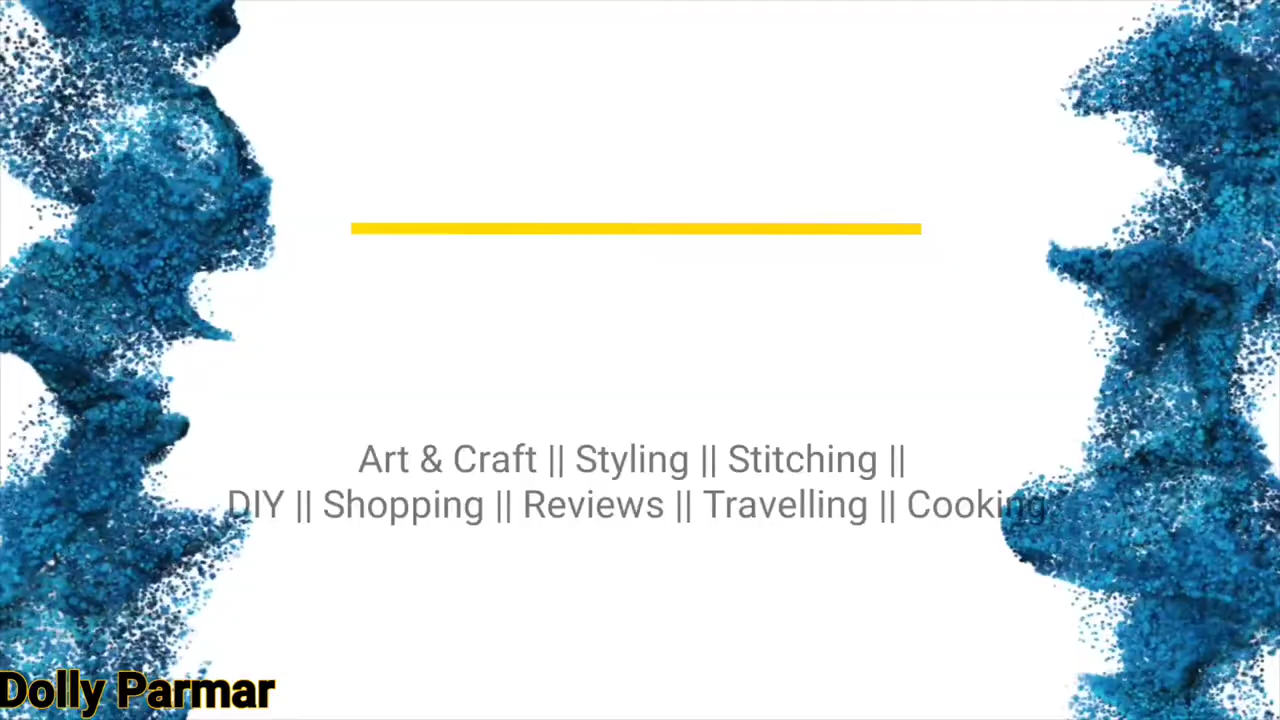 Art & Craft || Styling || Stitching ||
DIY || Shopping || Reviews || Travelling || Cooking
Dolly Parmar